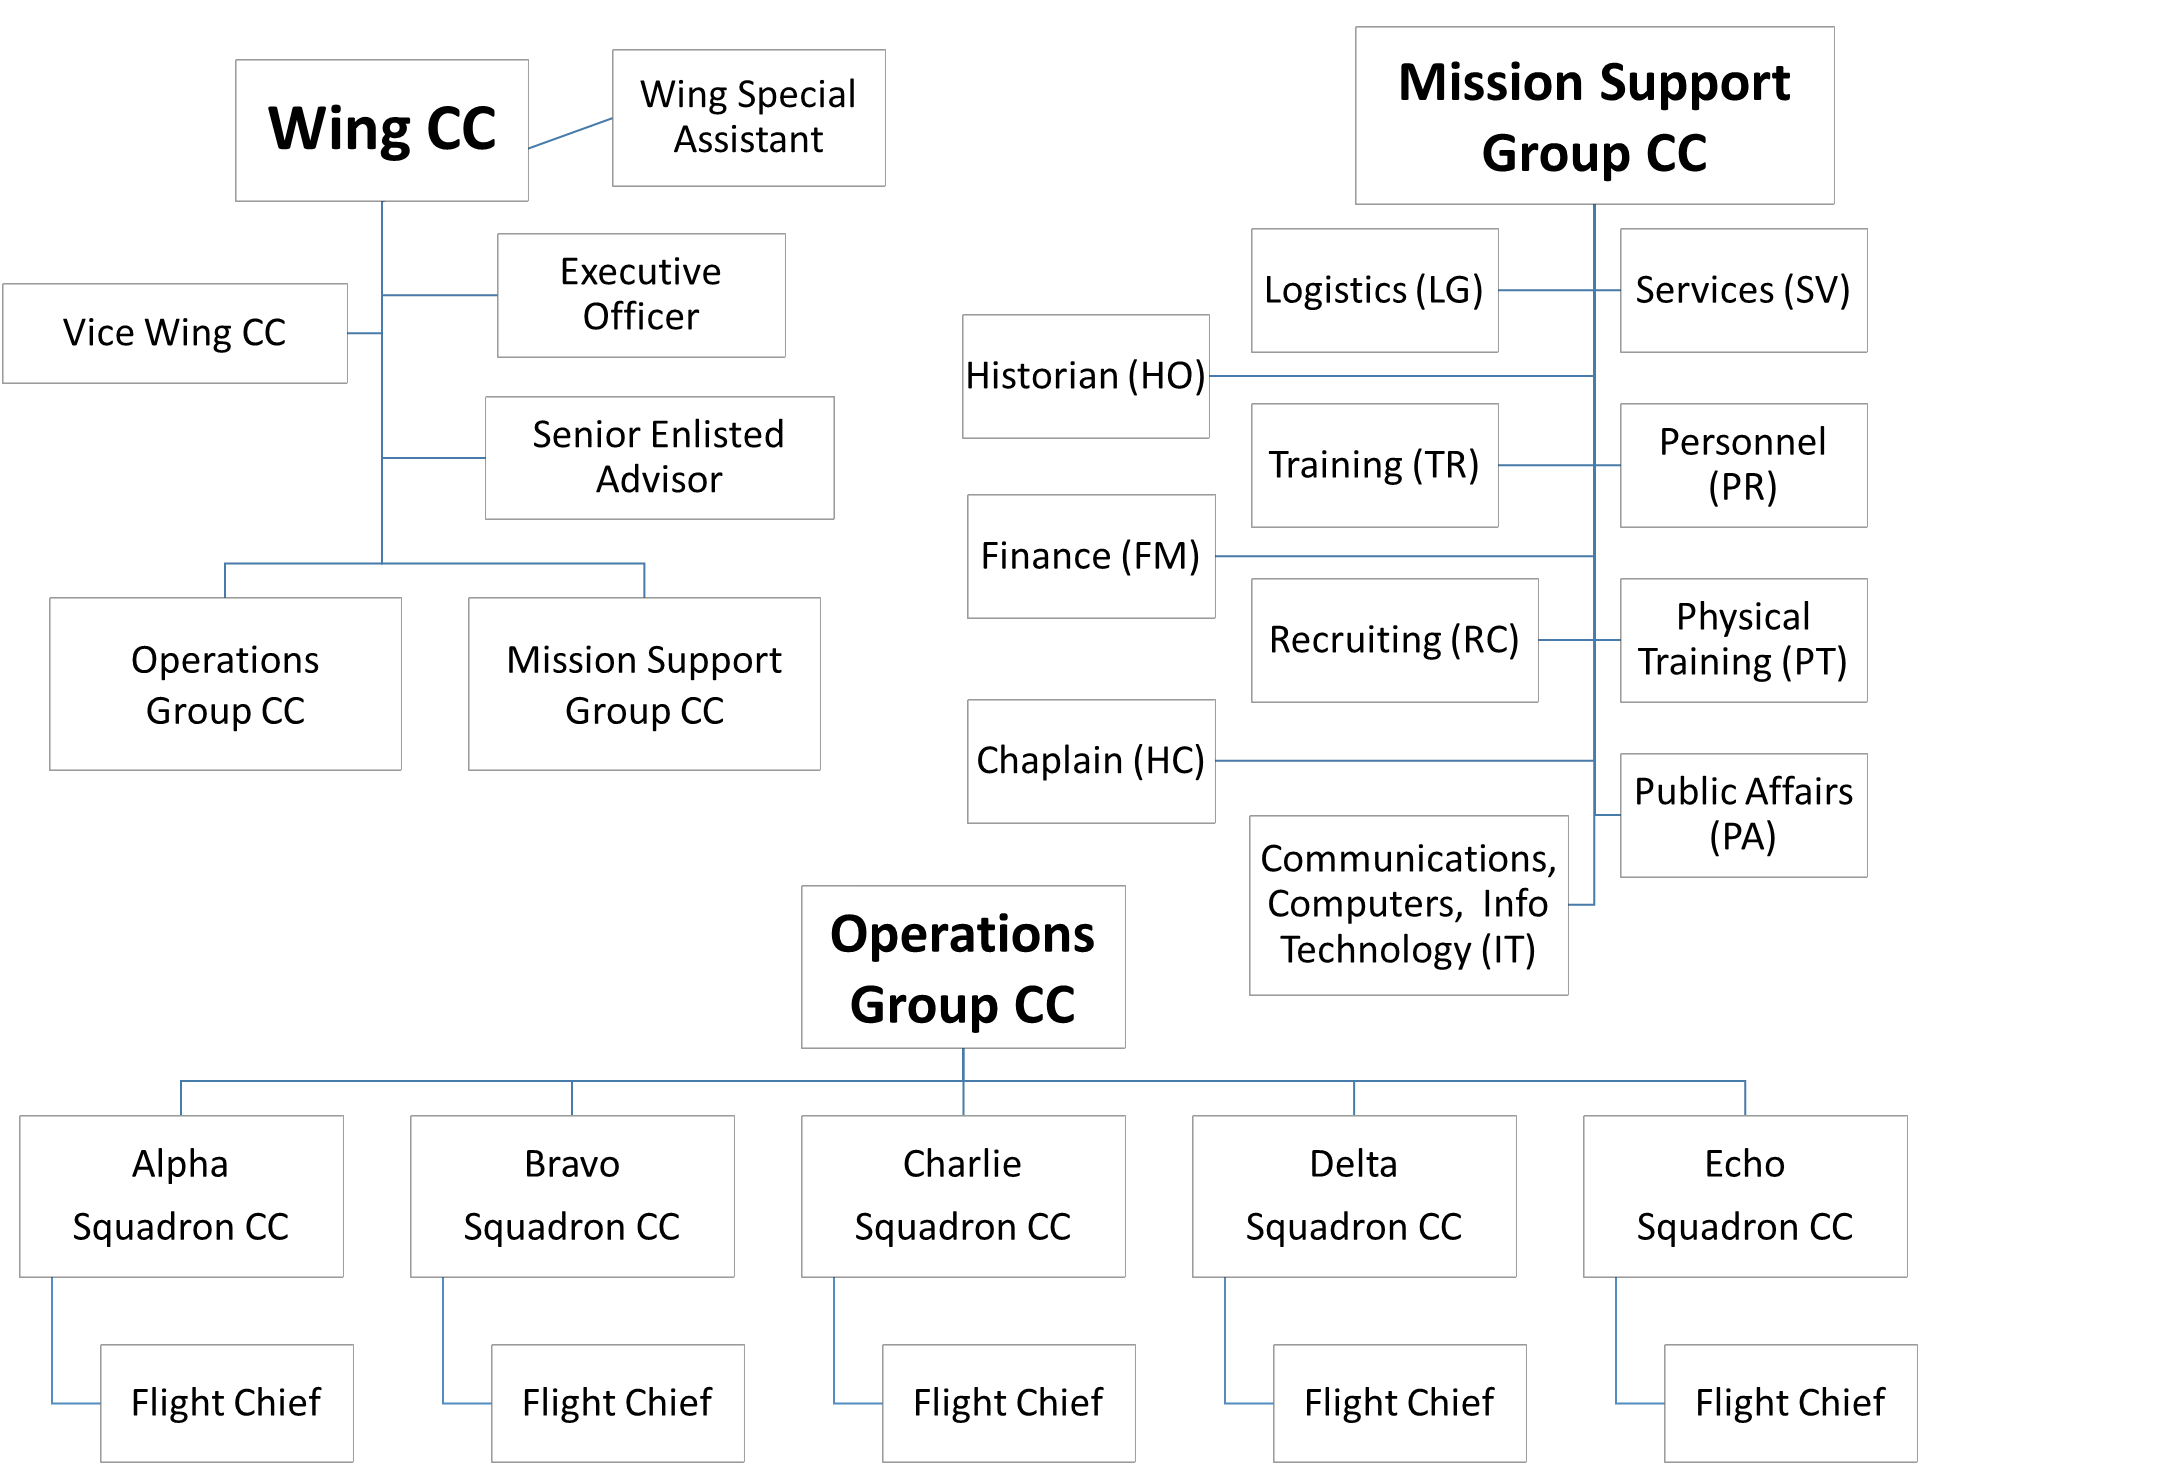 Wing CC
Wing Special
Assistant
Executive
Officer
Vice Wing CC
Senior Enlisted
Advisor
Operations
Group CC
Mission Support
Group CC
Mission Support
Group CC
Logistics (LG)
Services (SV)
Historian (HO)
Training (TR)
Personnel
(PR)
Finance (FM)
Recruiting (RC)
Physical
Training (PT)
Chaplain (HC)
Public Affairs
(PA)
Communications,
Computers,  Info
Technology (IT)
Operations
Group CC
Alpha
Squadron CC
Bravo
Squadron CC
Charlie
Squadron CC
Delta
Squadron CC
Echo
Squadron CC
Flight Chief
Flight Chief
Flight Chief
Flight Chief
Flight Chief